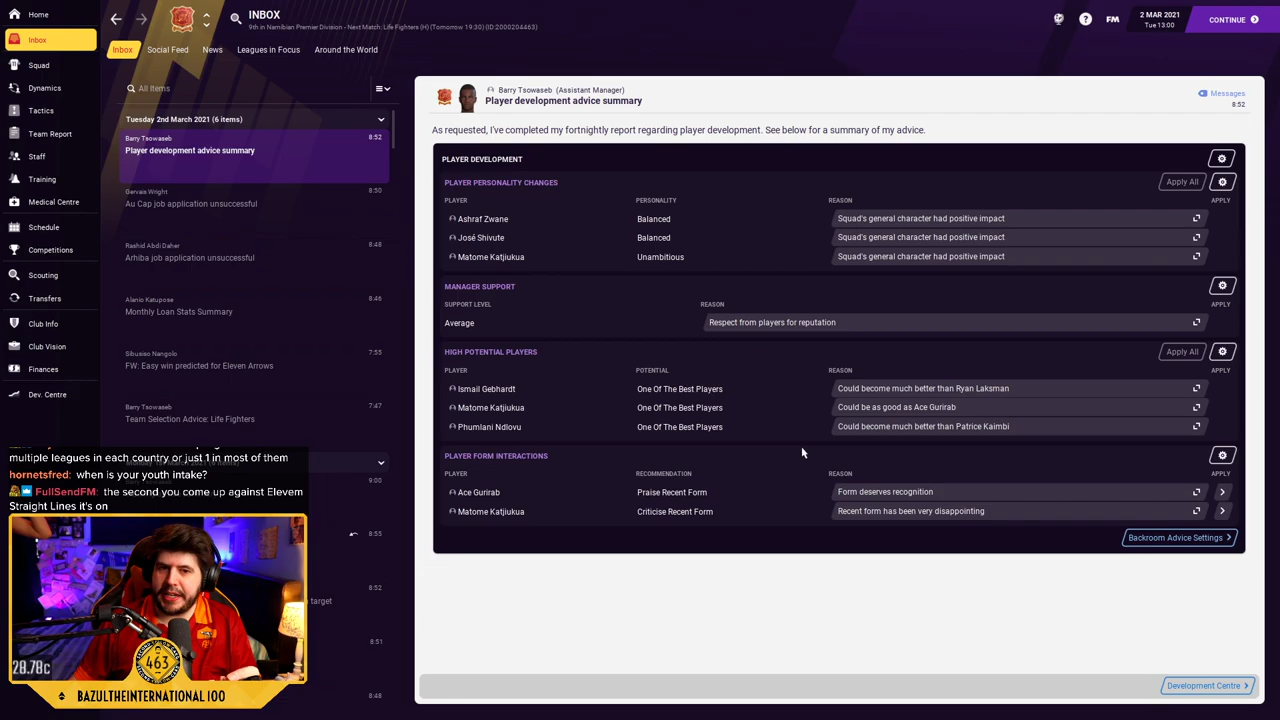 Home
INBOX
9th in Namibian Premier Division - Next Match: Life Fighters (H) (Tomorrow 19:30) (ID:2000204463)
FM
2 MAR 2021
Tue 13:00
CONTINUE
Inbox
Inbox
Social Feed
News
Leagues in Focus
Around the World
Squad
Dynamics
Tactics
Team Report
Staff
Training
Medical Centre
Schedule
Competitions
Scouting
Transfers
Club Info
Club Vision
Finances
Dev. Centre
All Items
Tuesday 2nd March 2021 (6 items)
Barry Tsowaseb
8:52
Player development advice summary
Gervais Wright
8:50
Au Cap job application unsuccessful
Rashid Abdi Daher
8:48
Arhiba job application unsuccessful
Alanio Katupose
8:46
Monthly Loan Stats Summary
Sibusiso Nangolo
7:55
FW: Easy win predicted for Eleven Arrows
Barry Tsowaseb
7:47
Team Selection Advice: Life Fighters
9:00
8:55
8:52
target
8:51
8:48
multiple leagues in each country or just 1 in most of them
hornetsfred: when is your youth intake?
FullSendFM: the second you come up against Elevem
Straight Lines it's on
28.78c
463
BAZULTHEINTERNATIONAL 100
Barry Tsowaseb (Assistant Manager)
Player development advice summary
Messages
8:52
As requested, I've completed my fortnightly report regarding player development. See below for a summary of my advice.
PLAYER DEVELOPMENT
PLAYER PERSONALITY CHANGES
Apply All
PLAYER PERSONALITY REASON APPLY
Ashraf Zwane Balanced Squad's general character had positive impact
José Shivute Balanced Squad's general character had positive impact
Matome Katjiukua Unambitious Squad's general character had positive impact
MANAGER SUPPORT
SUPPORT LEVEL REASON APPLY
Average Respect from players for reputation
HIGH POTENTIAL PLAYERS
Apply All
PLAYER POTENTIAL REASON APPLY
Ismail Gebhardt One Of The Best Players Could become much better than Ryan Laksman
Matome Katjiukua One Of The Best Players Could be as good as Ace Gurirab
Phumlani Ndlovu One Of The Best Players Could become much better than Patrice Kaimbi
PLAYER FORM INTERACTIONS
PLAYER RECOMMENDATION REASON APPLY
Ace Gurirab Praise Recent Form Form deserves recognition
Matome Katjiukua Criticise Recent Form Recent form has been very disappointing
Backroom Advice Settings
Development Centre